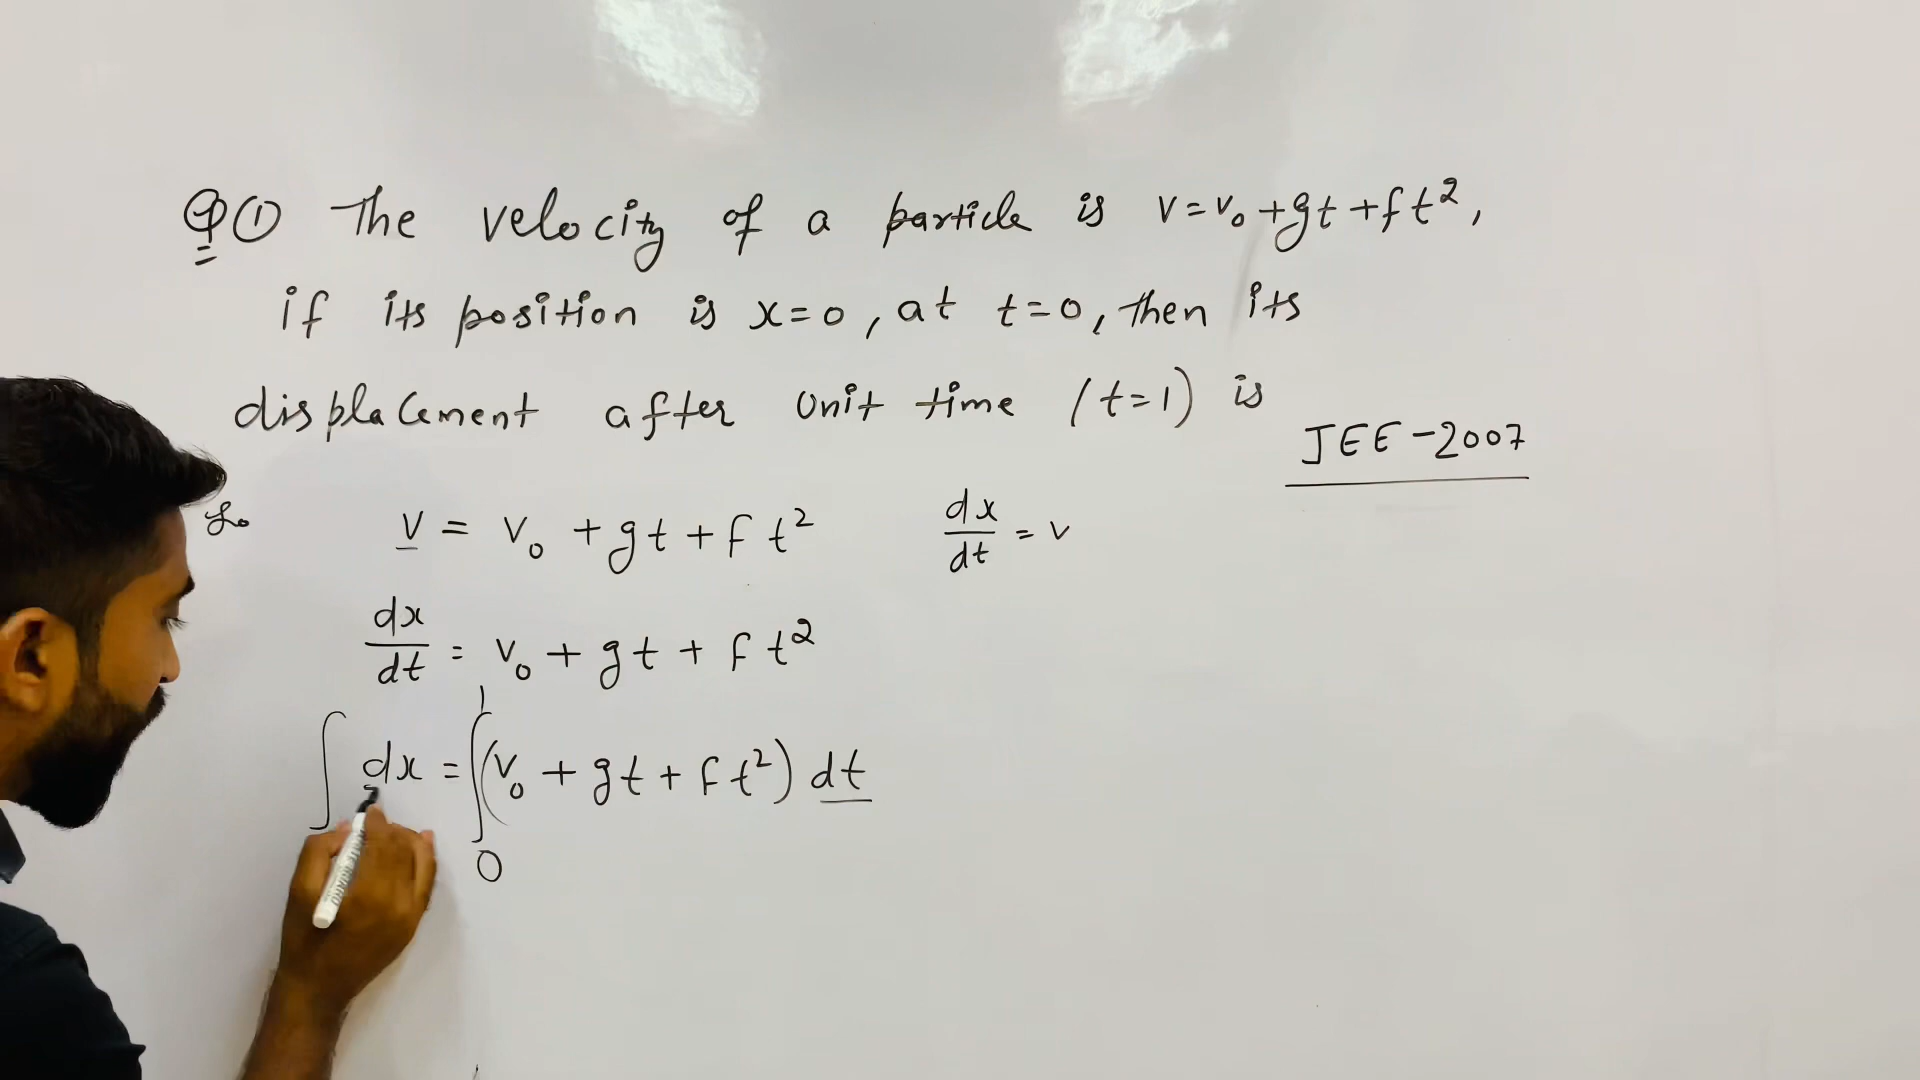 Q① The velocity of a particle is v=v₀+gt+ft²,
if its position is x=0, at t=0, then its
displacement after unit time (t=1) is
JEE-2007
v = v₀ + gt + ft² dx/dt = v
dx/dt = v₀ + gt + ft²
∫ dx = ∫₀¹ (v₀ + gt + ft²) dt